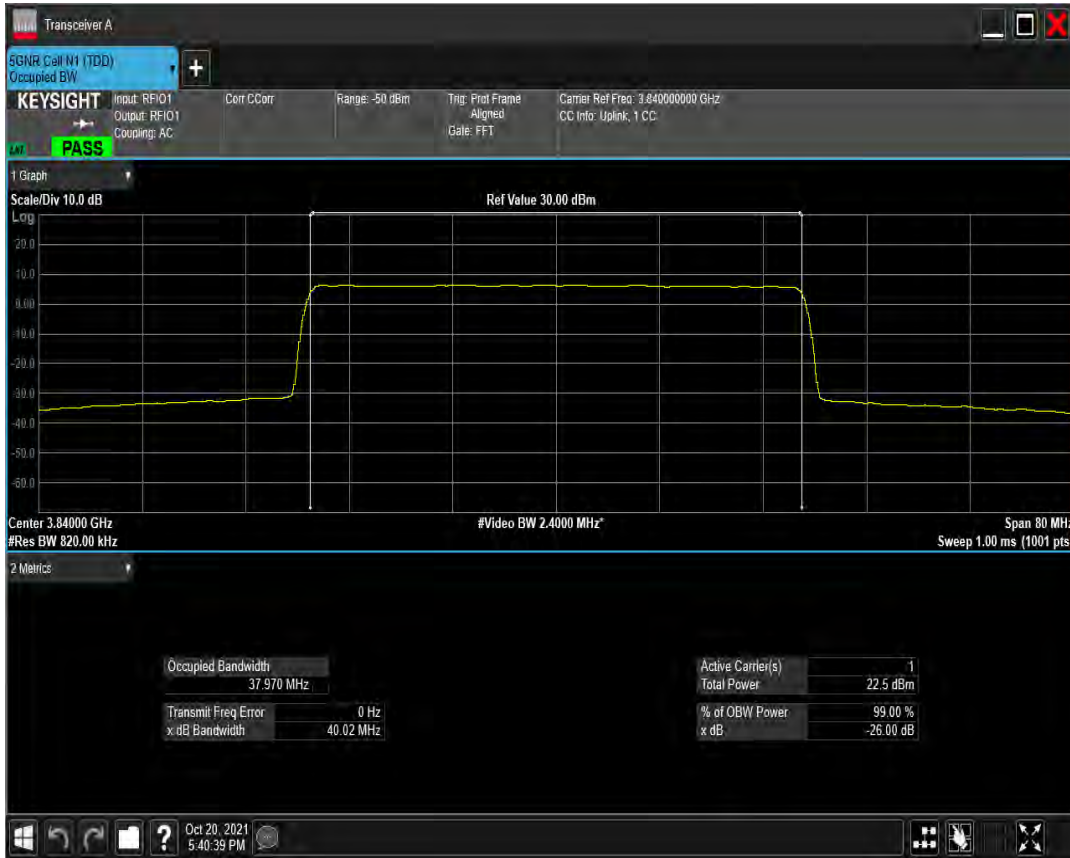 Transceiver A
5GNR Cell N1 (TDD)
Occupied BW
+
KEYSIGHT
Input: RFIO1
Output: RFIO1
Coupling: AC
Corr CCorr
Range: -50 dBm
Trig: Prot Frame
Aligned
Gate: FFT
Carrier Ref Freq: 3.840000000 GHz
CC Info: Uplink, 1 CC
PASS
1 Graph
Scale/Div 10.0 dB
Ref Value 30.00 dBm
Log
20.0
10.0
0.00
-10.0
-20.0
-30.0
-40.0
-50.0
-60.0
Center 3.84000 GHz
#Video BW 2.4000 MHz*
Span 80 MHz
#Res BW 820.00 kHz
Sweep 1.00 ms (1001 pts
2 Metrics
Occupied Bandwidth
37.970 MHz
Transmit Freq Error 0 Hz
x dB Bandwidth 40.02 MHz
Active Carrier(s) 1
Total Power 22.5 dBm
% of OBW Power 99.00 %
x dB -26.00 dB
?
Oct 20, 2021
5:40:39 PM